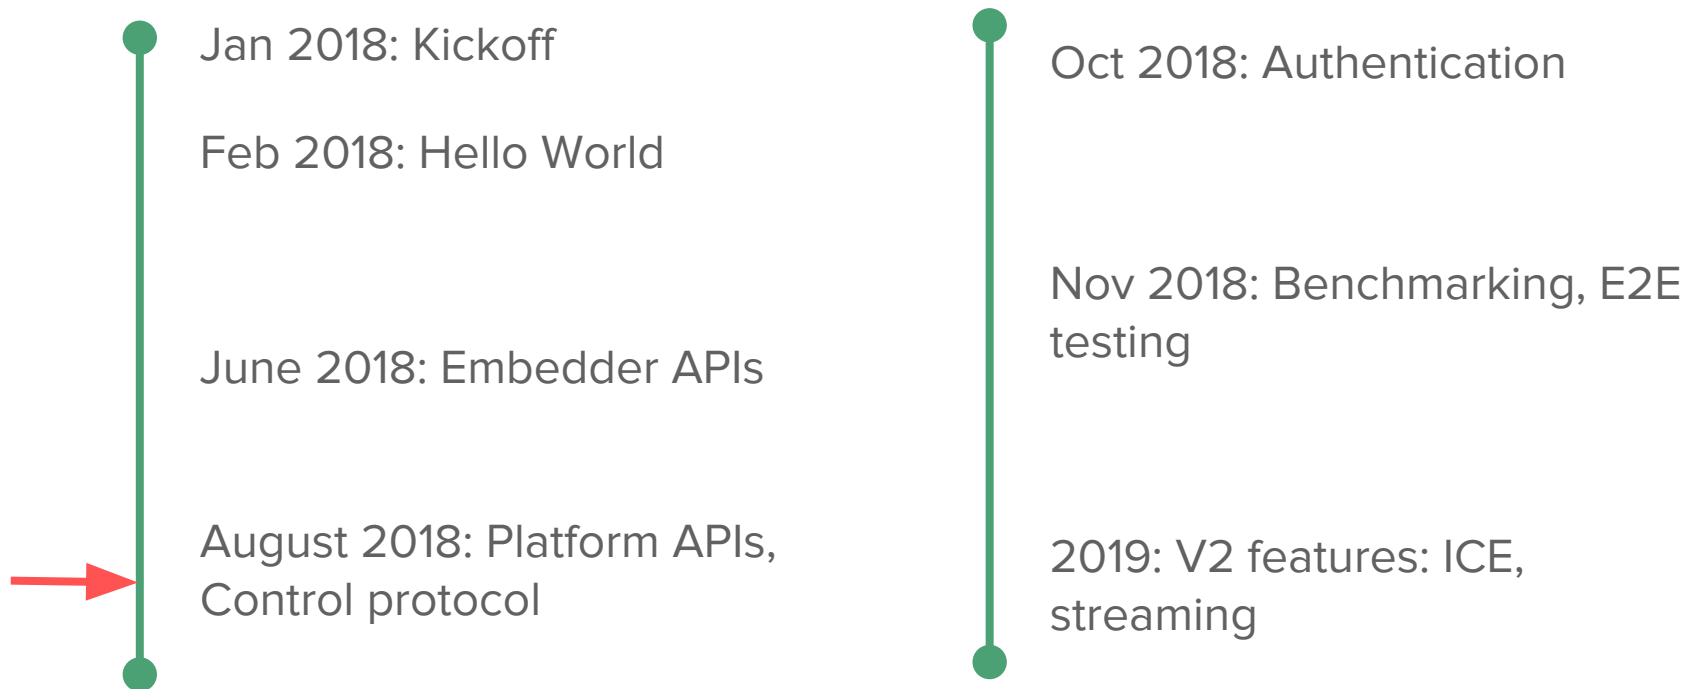 Jan 2018: Kickoff
Feb 2018: Hello World
June 2018: Embedder APIs
August 2018: Platform APIs,
Control protocol
Oct 2018: Authentication
Nov 2018: Benchmarking, E2E
testing
2019: V2 features: ICE,
streaming